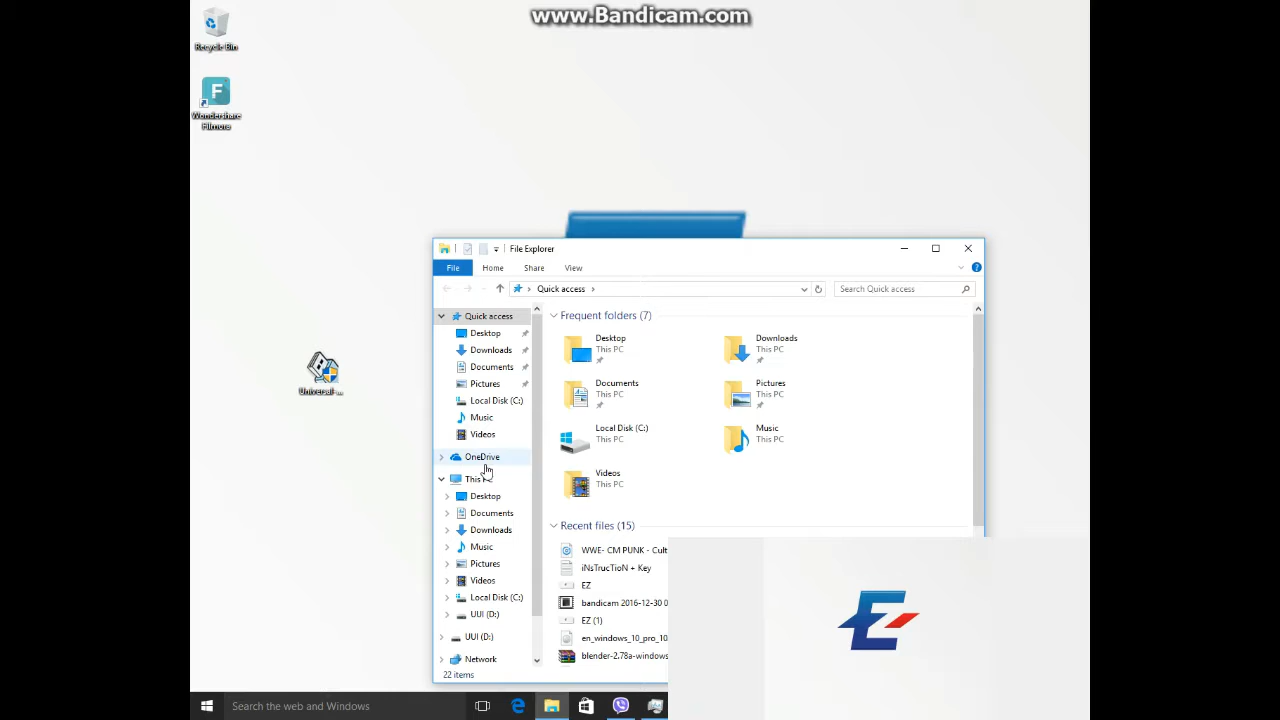 www.Bandicam.com
Recycle Bin
Wondershare
Filmora
Universal-...
File Explorer
File
Home
Share
View
Quick access
Search Quick access
Quick access
Desktop
Downloads
Documents
Pictures
Local Disk (C:)
Music
Videos
OneDrive
This PC
Desktop
Documents
Downloads
Music
Pictures
Videos
Local Disk (C:)
UUI (D:)
UUI (D:)
Network
Frequent folders (7)
Desktop
This PC
Downloads
This PC
Documents
This PC
Pictures
This PC
Local Disk (C:)
This PC
Music
This PC
Videos
This PC
Recent files (15)
WWE- CM PUNK - Cult
iNsTrucTioN + Key
EZ
bandicam 2016-12-30 0
EZ (1)
en_windows_10_pro_10
blender-2.78a-windows
22 items
Search the web and Windows
EZ